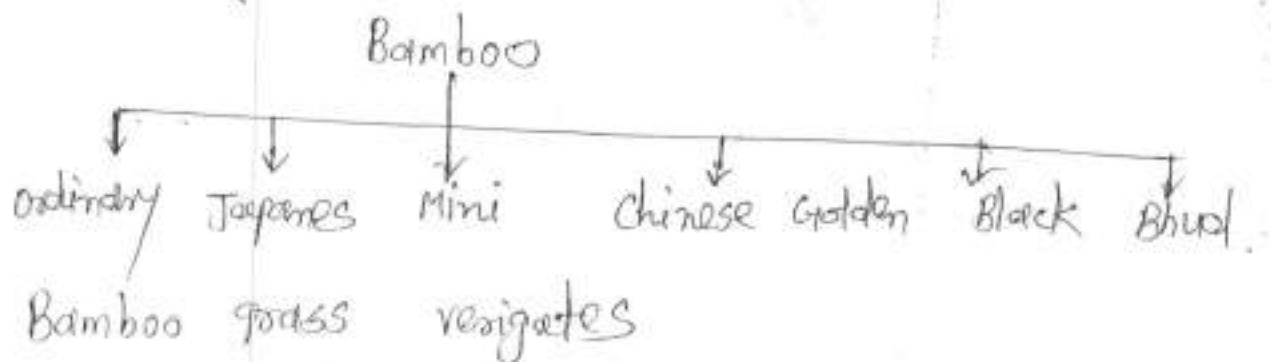 Bamboo
ordinary Japanes Mini Chinese Golden Black Bhud.
Bamboo grass verigates